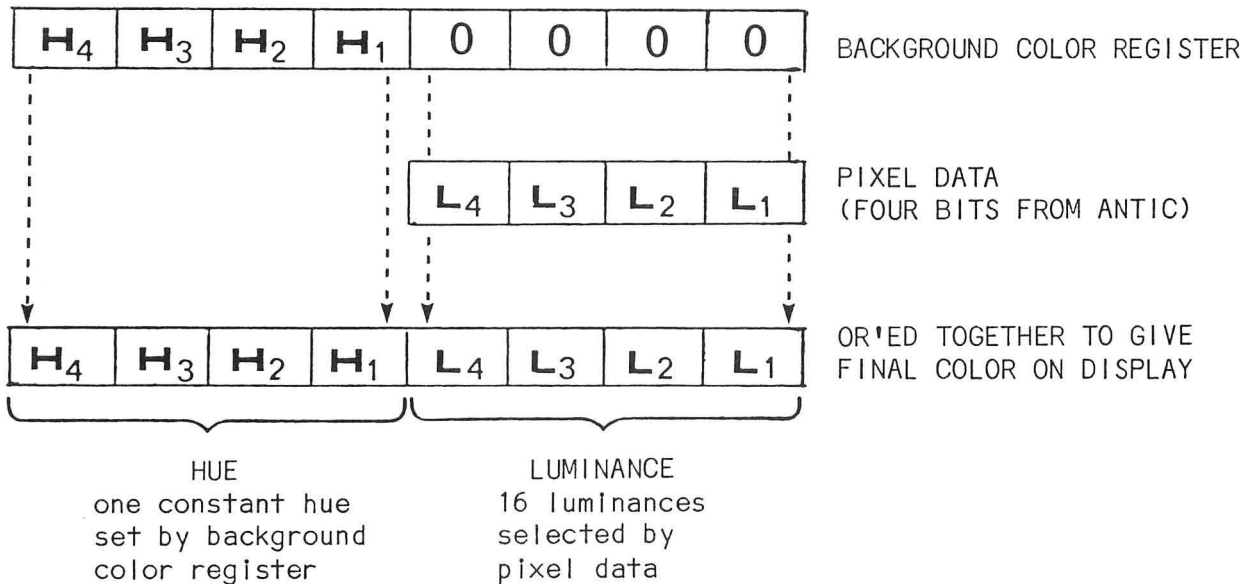 H4 H3 H2 H1 0 0 0 0 BACKGROUND COLOR REGISTER
L4 L3 L2 L1 PIXEL DATA
(FOUR BITS FROM ANTIC)
H4 H3 H2 H1 L4 L3 L2 L1 OR'ED TOGETHER TO GIVE
FINAL COLOR ON DISPLAY
HUE
one constant hue
set by background
color register
LUMINANCE
16 luminances
selected by
pixel data